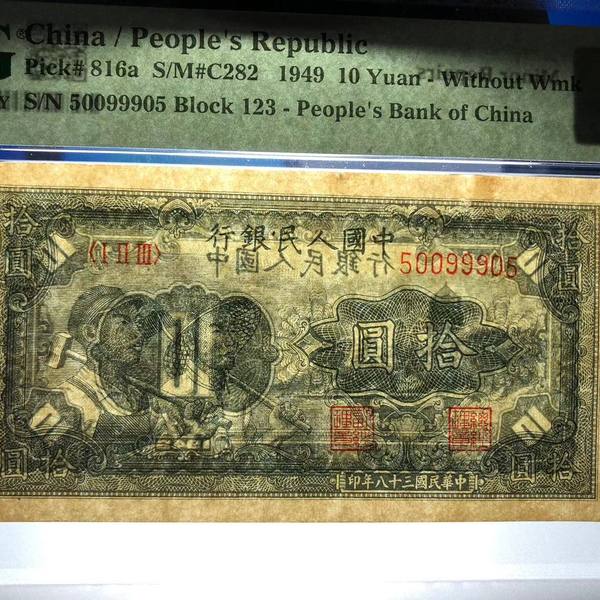 China / People's Republic
Pick# 816a S/M#C282 1949 10 Yuan - Without Wmk
S/N 50099905 Block 123 - People's Bank of China
拾圓
拾圓
中國人民銀行
〈I II III〉
50099905
拾圓
拾圓
拾圓
中華民國三十八年印